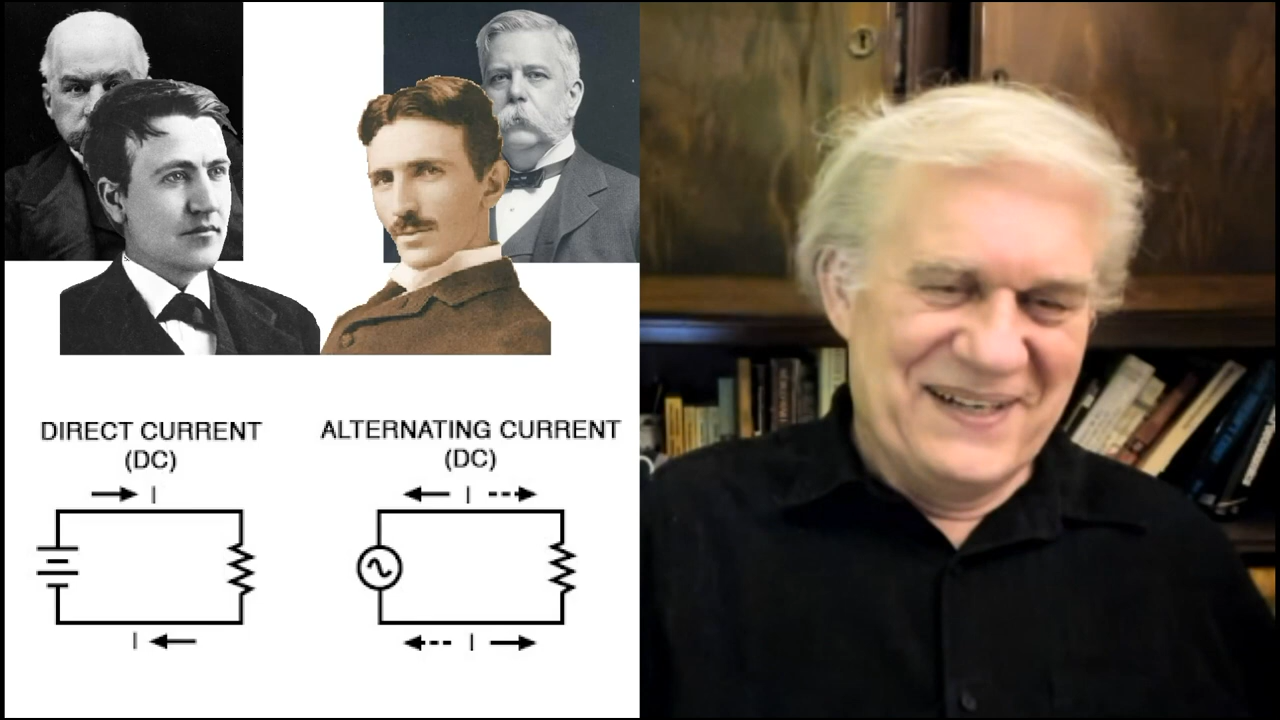 DIRECT CURRENT
(DC)
ALTERNATING CURRENT
(DC)
I
I
I
I